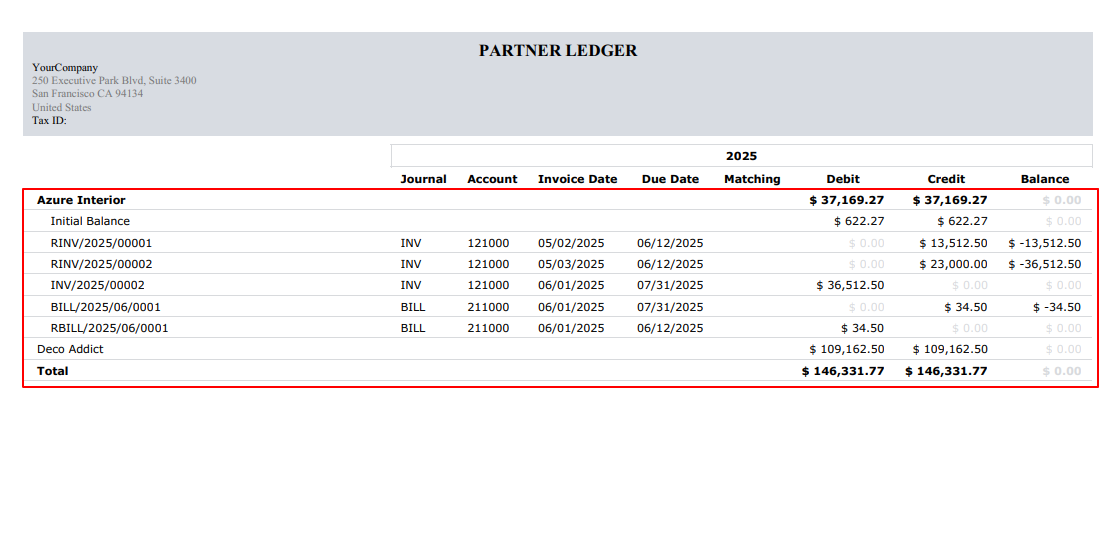 PARTNER LEDGER
YourCompany
250 Executive Park Blvd, Suite 3400
San Francisco CA 94134
United States
Tax ID:
2025
Journal Account Invoice Date Due Date Matching Debit Credit Balance
Azure Interior $ 37,169.27 $ 37,169.27 $ 0.00
Initial Balance $ 622.27 $ 622.27 $ 0.00
RINV/2025/00001 INV 121000 05/02/2025 06/12/2025 $ 0.00 $ 13,512.50 $ -13,512.50
RINV/2025/00002 INV 121000 05/03/2025 06/12/2025 $ 0.00 $ 23,000.00 $ -36,512.50
INV/2025/00002 INV 121000 06/01/2025 07/31/2025 $ 36,512.50 $ 0.00 $ 0.00
BILL/2025/06/0001 BILL 211000 06/01/2025 07/31/2025 $ 0.00 $ 34.50 $ -34.50
RBILL/2025/06/0001 BILL 211000 06/01/2025 06/12/2025 $ 34.50 $ 0.00 $ 0.00
Deco Addict $ 109,162.50 $ 109,162.50 $ 0.00
Total $ 146,331.77 $ 146,331.77 $ 0.00